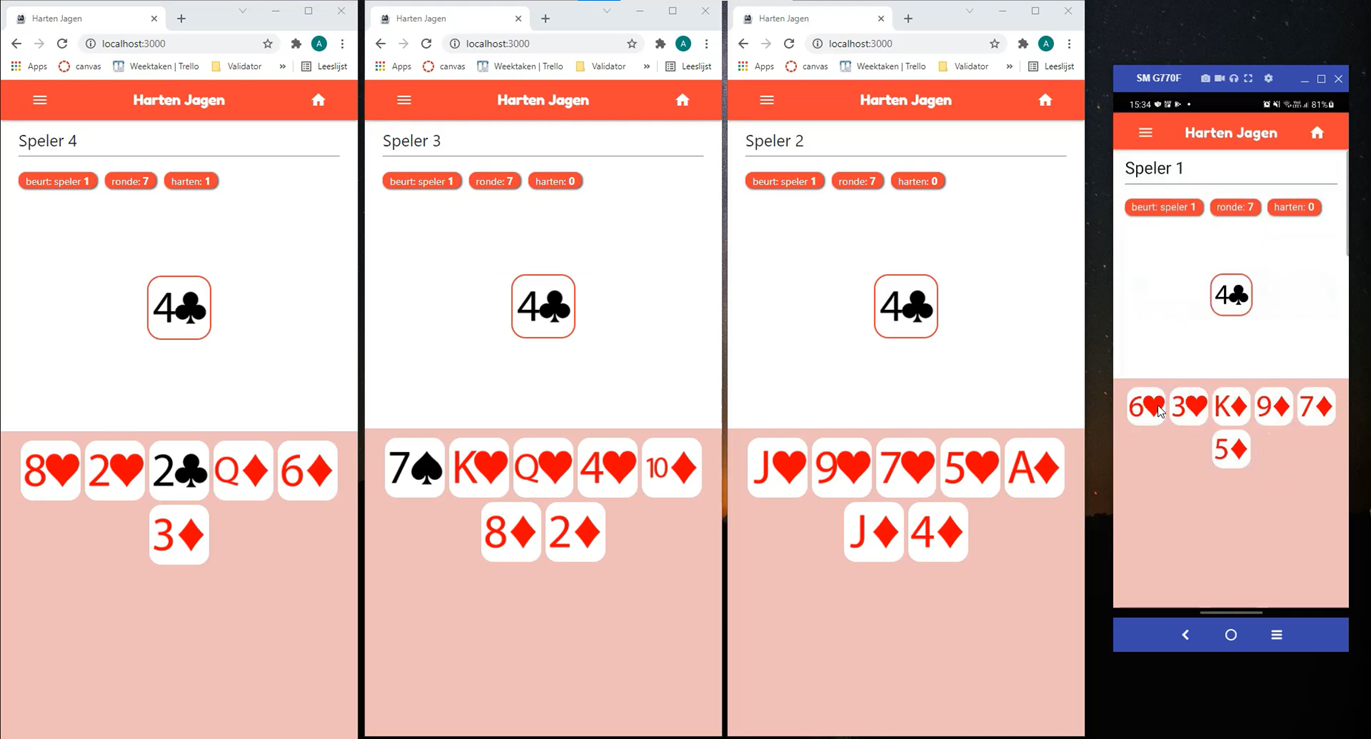 Harten Jagen
localhost:3000
Apps canvas Weektaken | Trello Validator » Leeslijst
A
Harten Jagen
Speler 4
beurt: speler 1 ronde: 7 harten: 1
4♣
8♥ 2♥ 2♣ Q♦ 6♦
3♦
Harten Jagen
localhost:3000
A
Apps canvas Weektaken | Trello Validator » Leeslijst
Harten Jagen
Speler 3
beurt: speler 1 ronde: 7 harten: 0
4♣
7♠ K♥ Q♥ 4♥ 10♦
8♦ 2♦
Harten Jagen
localhost:3000
A
Apps canvas Weektaken | Trello Validator » Leeslijst
Harten Jagen
Speler 2
beurt: speler 1 ronde: 7 harten: 0
4♣
J♥ 9♥ 7♥ 5♥ A♦
J♦ 4♦
SM G770F
15:34 81%
Harten Jagen
Speler 1
beurt: speler 1 ronde: 7 harten: 0
4♣
6♥ 3♥ K♦ 9♦ 7♦
5♦